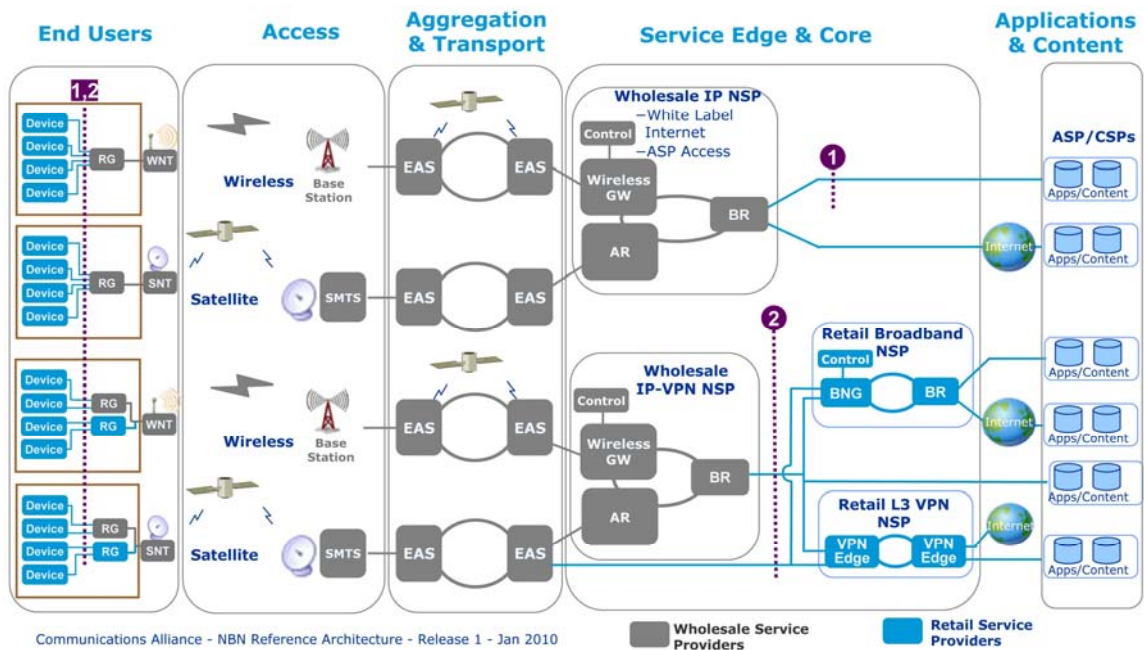 End Users
Access
Aggregation
& Transport
Service Edge & Core
Applications
& Content
1,2
Device
Device
Device
Device
RG
WNT
Wireless
Base
Station
EAS
EAS
Wholesale IP NSP
–White Label
Internet
–ASP Access
Control
Wireless
GW
AR
BR
1
ASP/CSPs
Apps/Content
Internet
Apps/Content
Device
Device
Device
Device
RG
SNT
Satellite
SMTS
EAS
EAS
2
Device
Device
Device
Device
RG
RG
WNT
Wireless
Base
Station
EAS
EAS
Wholesale
IP-VPN NSP
Control
Wireless
GW
AR
BR
Retail Broadband
NSP
Control
BNG
BR
Apps/Content
Internet
Apps/Content
Apps/Content
Device
Device
Device
Device
RG
RG
SNT
Satellite
SMTS
EAS
EAS
Retail L3 VPN
NSP
VPN
Edge
VPN
Edge
Internet
Apps/Content
Communications Alliance - NBN Reference Architecture - Release 1 - Jan 2010
Wholesale Service
Providers
Retail Service
Providers